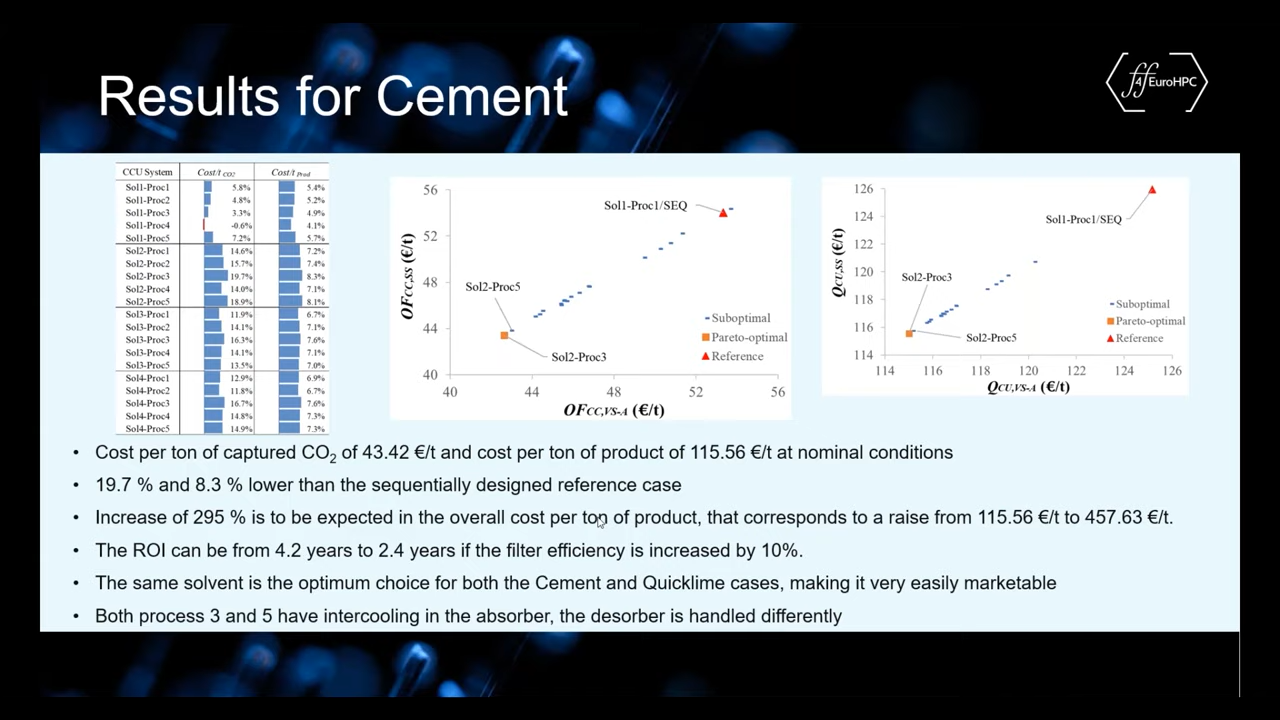 Results for Cement
ff4EuroHPC
CCU System Cost/t CO2 Cost/t Prod
Sol1-Proc1 5.8% 5.4%
Sol1-Proc2 4.8% 5.2%
Sol1-Proc3 3.3% 4.9%
Sol1-Proc4 -0.6% 4.1%
Sol1-Proc5 7.2% 5.7%
Sol2-Proc1 14.6% 7.2%
Sol2-Proc2 15.7% 7.4%
Sol2-Proc3 19.7% 8.3%
Sol2-Proc4 14.0% 7.1%
Sol2-Proc5 18.9% 8.1%
Sol3-Proc1 11.9% 6.7%
Sol3-Proc2 14.1% 7.1%
Sol3-Proc3 16.3% 7.6%
Sol3-Proc4 14.1% 7.1%
Sol3-Proc5 13.5% 7.0%
Sol4-Proc1 12.9% 6.9%
Sol4-Proc2 11.8% 6.7%
Sol4-Proc3 16.7% 7.6%
Sol4-Proc4 14.8% 7.3%
Sol4-Proc5 14.9% 7.3%
OFCC,SS (€/t)
56
52
48
44
40
Sol1-Proc1/SEQ
Sol2-Proc5
Sol2-Proc3
Suboptimal
Pareto-optimal
Reference
40 44 48 52 56
OFCC,VS-A (€/t)
QCU,SS (€/t)
126
124
122
120
118
116
114
Sol1-Proc1/SEQ
Sol2-Proc3
Sol2-Proc5
Suboptimal
Pareto-optimal
Reference
114 116 118 120 122 124 126
QCU,VS-A (€/t)
• Cost per ton of captured CO2 of 43.42 €/t and cost per ton of product of 115.56 €/t at nominal conditions
• 19.7 % and 8.3 % lower than the sequentially designed reference case
• Increase of 295 % is to be expected in the overall cost per ton of product, that corresponds to a raise from 115.56 €/t to 457.63 €/t.
• The ROI can be from 4.2 years to 2.4 years if the filter efficiency is increased by 10%.
• The same solvent is the optimum choice for both the Cement and Quicklime cases, making it very easily marketable
• Both process 3 and 5 have intercooling in the absorber, the desorber is handled differently